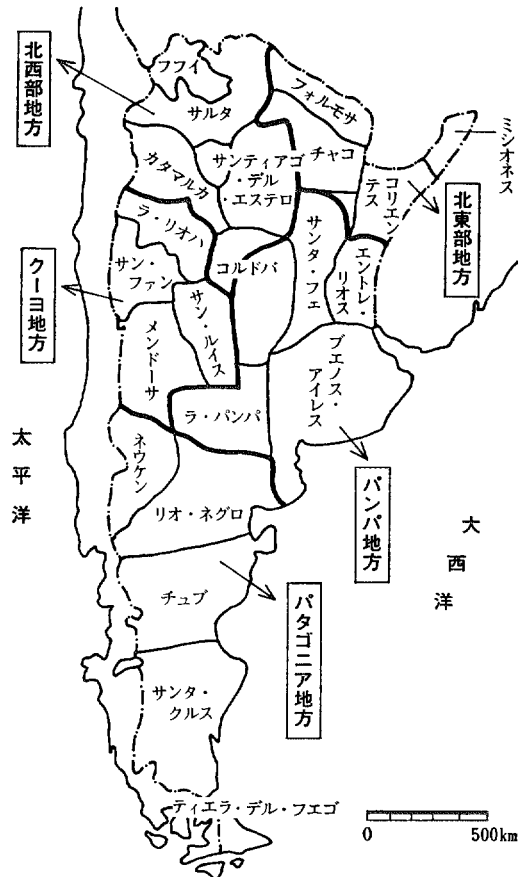 北西部地方
フフイ
サルタ
フォルモサ
ミシオネス
カタマルカ
サンティアゴ
・デル
・エステロ
チャコ
コリエン
テス
北東部地方
ラ・リオハ
サン・
ファン
クーヨ地方
コルドバ
サンタ・フェ
エントレ・
リオス
サン・ルイス
メンドーサ
ブエノス・
アイレス
ラ・パンパ
パンパ地方
ネウケン
リオ・ネグロ
太平洋
大西洋
チュブ
パタゴニア地方
サンタ・
クルス
ティエラ・デル・フエゴ
0 500km